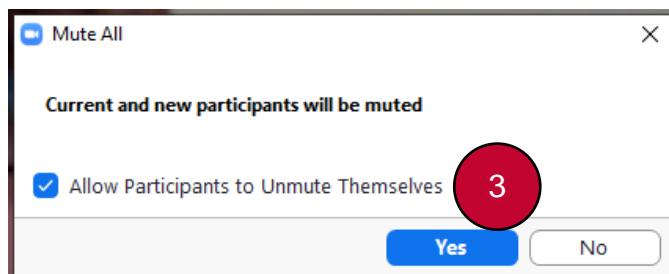 Mute All
Current and new participants will be muted
Allow Participants to Unmute Themselves 3
Yes No